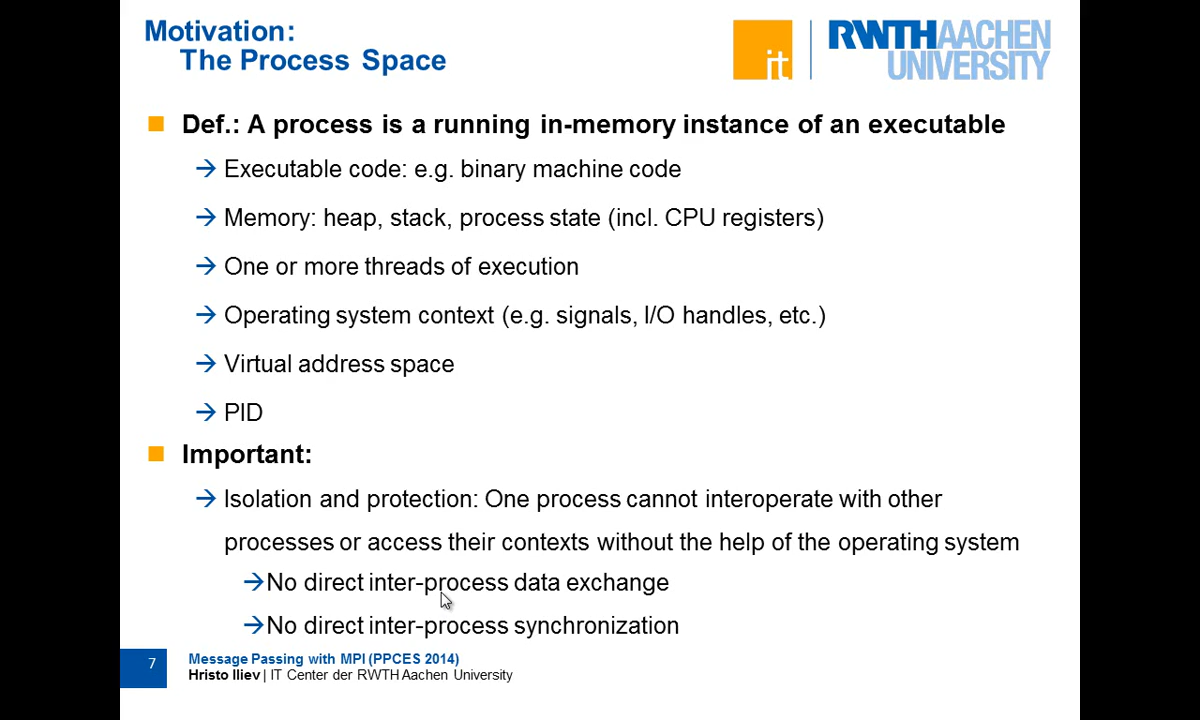 Motivation:
The Process Space
it
RWTHAACHEN
UNIVERSITY
Def.: A process is a running in-memory instance of an executable
Executable code: e.g. binary machine code
Memory: heap, stack, process state (incl. CPU registers)
One or more threads of execution
Operating system context (e.g. signals, I/O handles, etc.)
Virtual address space
PID
Important:
Isolation and protection: One process cannot interoperate with other
processes or access their contexts without the help of the operating system
No direct inter-process data exchange
No direct inter-process synchronization
7
Message Passing with MPI (PPCES 2014)
Hristo Iliev | IT Center der RWTH Aachen University